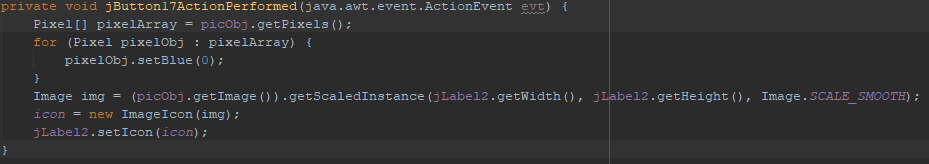 private void jButton17ActionPerformed(java.awt.event.ActionEvent evt) {
Pixel[] pixelArray = picObj.getPixels();
for (Pixel pixelObj : pixelArray) {
pixelObj.setBlue(0);
}
Image img = (picObj.getImage()).getScaledInstance(jLabel2.getWidth(), jLabel2.getHeight(), Image.SCALE_SMOOTH);
icon = new ImageIcon(img);
jLabel2.setIcon(icon);
}